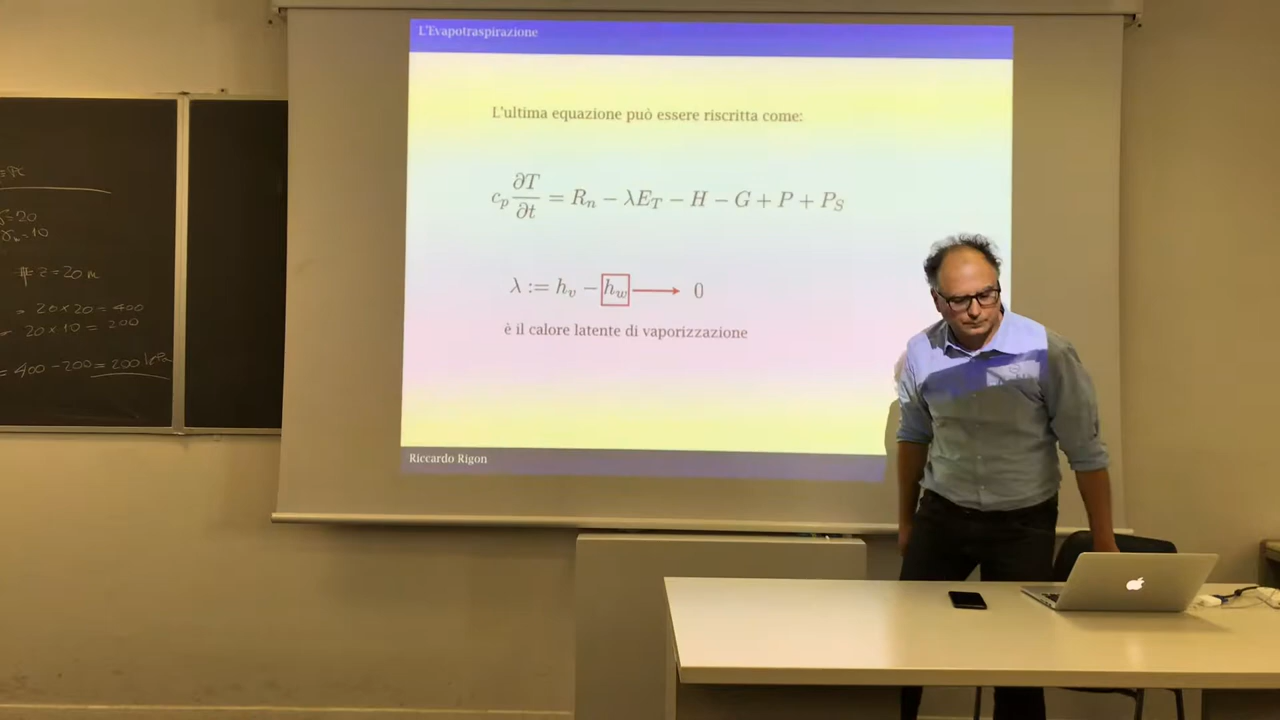 L'Evapotraspirazione
L'ultima equazione può essere riscritta come:
c_p ∂T/∂t = R_n − λE_T − H − G + P + P_S
λ := h_v − h_w → 0
è il calore latente di vaporizzazione
Riccardo Rigon
z = 20 m
20 × 20 = 400
20 × 10 = 200
= 400 − 200 = 200